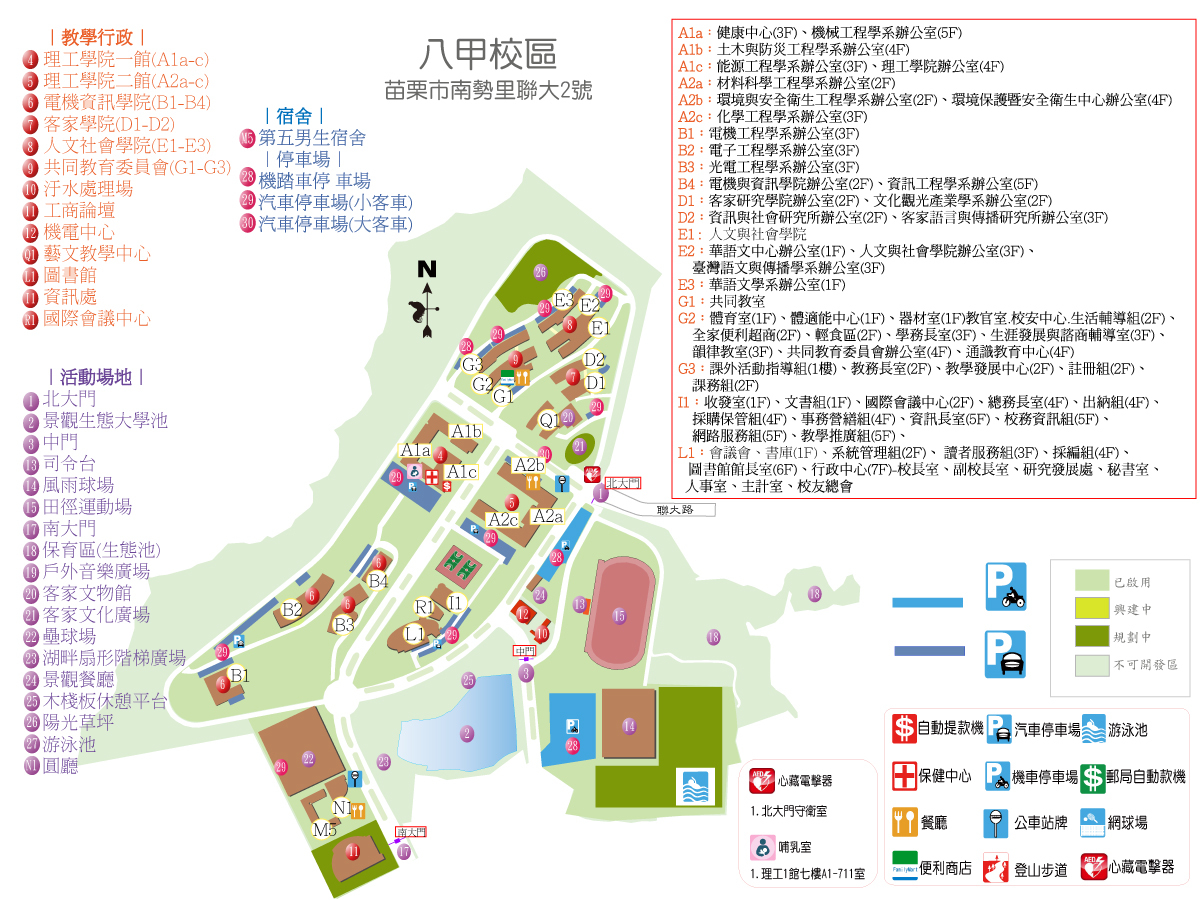 八甲校區
苗栗市南勢里聯大2號
|教學行政|
4 理工學院一館(A1a-c)
5 理工學院二館(A2a-c)
6 電機資訊學院(B1-B4)
7 客家學院(D1-D2)
8 人文社會學院(E1-E3)
9 共同教育委員會(G1-G3)
10 汙水處理場
11 工商論壇
12 機電中心
Q1 藝文教學中心
L1 圖書館
11 資訊處
R1 國際會議中心
|宿舍|
M5 第五男生宿舍
|停車場|
28 機踏車停 車場
29 汽車停車場(小客車)
30 汽車停車場(大客車)
|活動場地|
1 北大門
2 景觀生態大學池
3 中門
13 司令台
14 風雨球場
15 田徑運動場
17 南大門
18 保育區(生態池)
19 戶外音樂廣場
20 客家文物館
21 客家文化廣場
22 壘球場
23 湖畔扇形階梯廣場
24 景觀餐廳
25 木棧板休憩平台
26 陽光草坪
27 游泳池
N1 圓廳
A1a：健康中心(3F)、機械工程學系辦公室(5F)
A1b：土木與防災工程學系辦公室(4F)
A1c：能源工程學系辦公室(3F)、理工學院辦公室(4F)
A2a：材料科學工程學系辦公室(2F)
A2b：環境與安全衛生工程學系辦公室(2F)、環境保護暨安全衛生中心辦公室(4F)
A2c：化學工程學系辦公室(3F)
B1：電機工程學系辦公室(3F)
B2：電子工程學系辦公室(3F)
B3：光電工程學系辦公室(3F)
B4：電機與資訊學院辦公室(2F)、資訊工程學系辦公室(5F)
D1：客家研究學院辦公室(2F)、文化觀光產業學系辦公室(2F)
D2：資訊與社會研究所辦公室(2F)、客家語言與傳播研究所辦公室(3F)
E1：人文與社會學院
E2：華語文中心辦公室(1F)、人文與社會學院辦公室(3F)、
臺灣語文與傳播學系辦公室(3F)
E3：華語文學系辦公室(1F)
G1：共同教室
G2：體育室(1F)、體適能中心(1F)、器材室(1F)教官室.校安中心.生活輔導組(2F)、
全家便利超商(2F)、輕食區(2F)、學務長室(3F)、生涯發展與諮商輔導室(3F)、
韻律教室(3F)、共同教育委員會辦公室(4F)、通識教育中心(4F)
G3：課外活動指導組(1樓)、教務長室(2F)、教學發展中心(2F)、註冊組(2F)、
課務組(2F)
I1：收發室(1F)、文書組(1F)、國際會議中心(2F)、總務長室(4F)、出納組(4F)、
採購保管組(4F)、事務營繕組(4F)、資訊長室(5F)、校務資訊組(5F)、
網路服務組(5F)、教學推廣組(5F)、
L1：會議會、書庫(1F)、系統管理組(2F)、 讀者服務組(3F)、採編組(4F)、
圖書館館長室(6F)、行政中心(7F)-校長室、副校長室、研究發展處、秘書室、
人事室、主計室、校友總會
N
26
29
E3
E2
29
E1
8
29
28
G3
9
G2
G1
D2
7
D1
29
Q1
20
21
A1b
A1a
4
A1c
$
29
P
30
A2b
北大門
1
聯大路
5
A2c
A2a
P
29
P
28
6
B4
B2
6
6
B3
R1
I1
L1
P
29
24
12
10
13
15
18
18
中門
3
25
P
29
B1
6
2
P
28
14
22
29
23
N1
M5
南大門
17
11
P
P
已啟用
興建中
規劃中
不可開發區
AED 心臟電擊器
1.北大門守衛室
哺乳室
1.理工1館七樓A1-711室
$ 自動提款機
P 汽車停車場
游泳池
保健中心
P 機車停車場
$ 郵局自動款機
餐廳
公車站牌
網球場
FamilyMart 便利商店
登山步道
AED 心臟電擊器